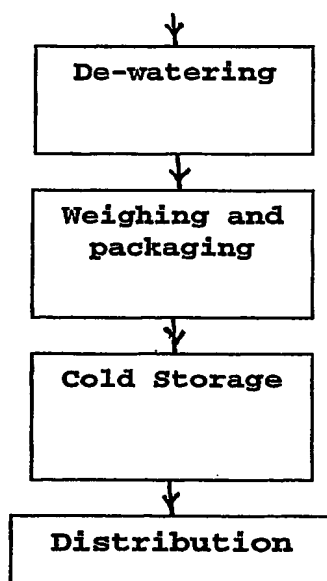 De-watering
Weighing and
packaging
Cold Storage
Distribution